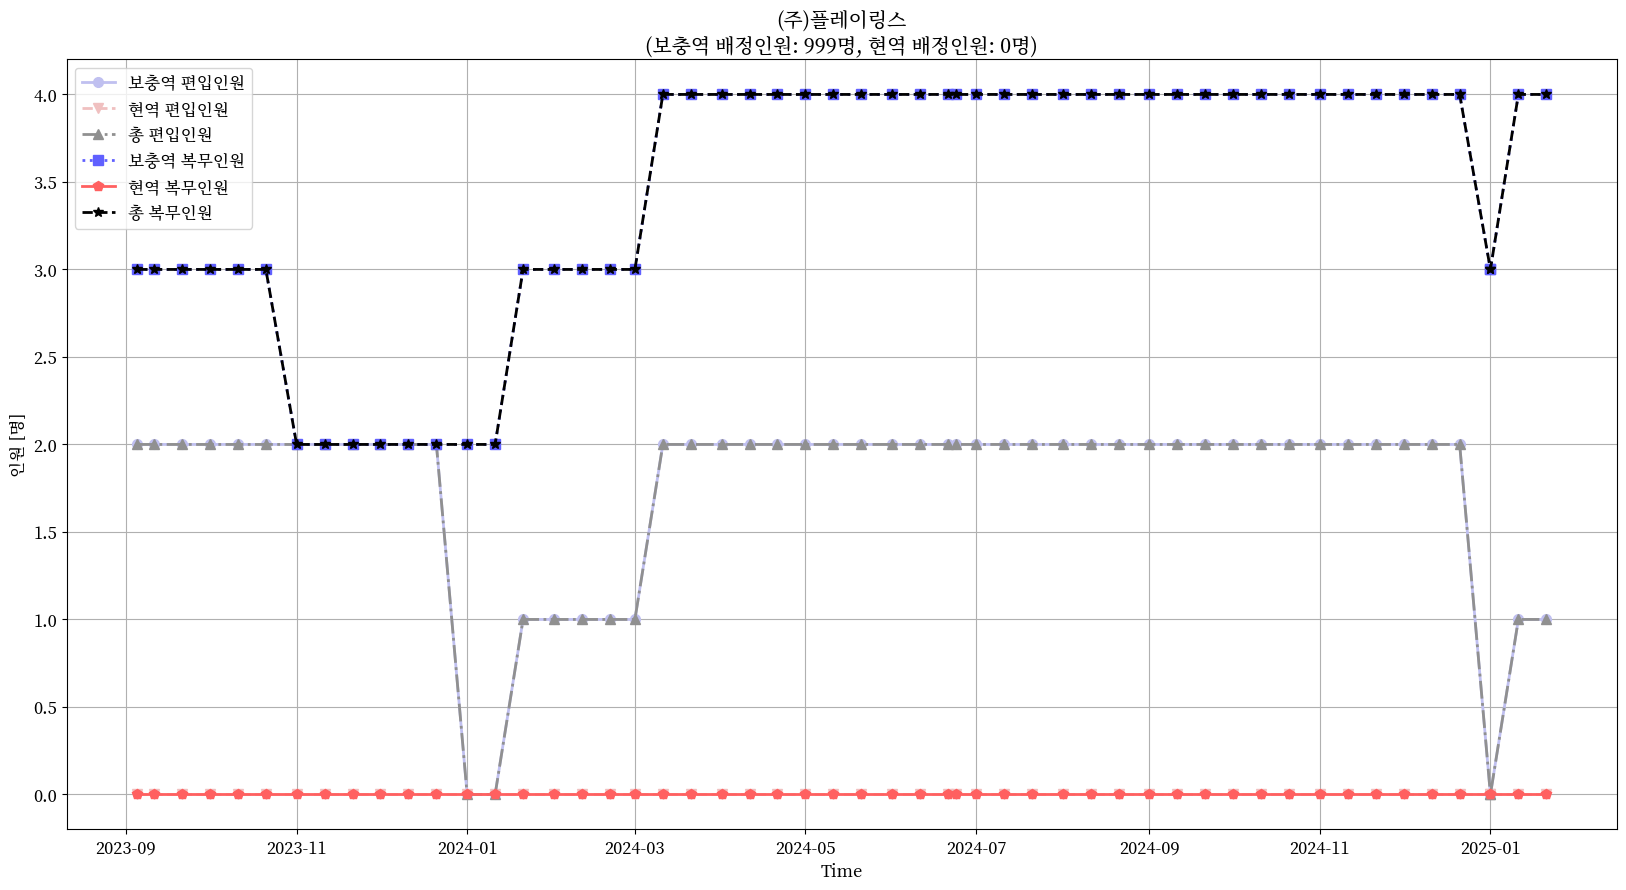 (주)플레이링스
(보충역 배정인원: 999명, 현역 배정인원: 0명)
보충역 편입인원
현역 편입인원
총 편입인원
보충역 복무인원
현역 복무인원
총 복무인원
인원 [명]
4.0
3.5
3.0
2.5
2.0
1.5
1.0
0.5
0.0
2023-09 2023-11 2024-01 2024-03 2024-05 2024-07 2024-09 2024-11 2025-01
Time